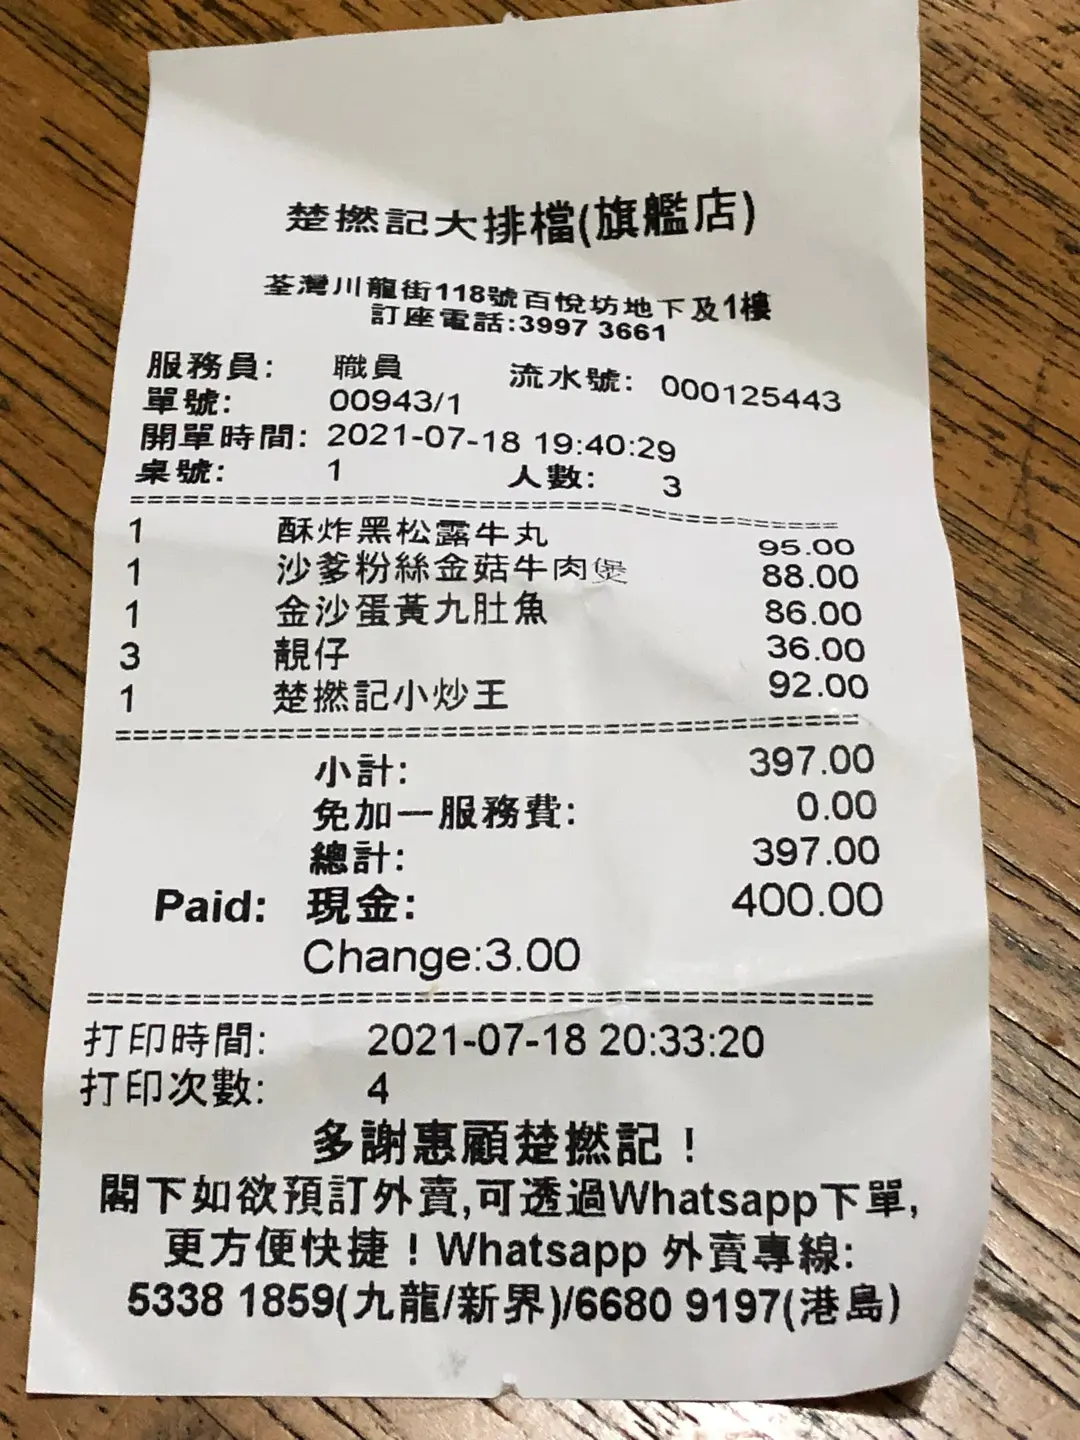 楚撚記大排檔(旗艦店)
荃灣川龍街118號百悅坊地下及1樓
訂座電話:3997 3661
服務員: 職員 流水號: 000125443
單號: 00943/1
開單時間: 2021-07-18 19:40:29
桌號: 1 人數: 3
1 酥炸黑松露牛丸 95.00
1 沙爹粉絲金菇牛肉煲 88.00
1 金沙蛋黃九肚魚 86.00
3 靚仔 36.00
1 楚撚記小炒王 92.00
小計: 397.00
免加一服務費: 0.00
總計: 397.00
Paid: 現金: 400.00
Change:3.00
打印時間: 2021-07-18 20:33:20
打印次數: 4
多謝惠顧楚撚記！
閣下如欲預訂外賣,可透過Whatsapp下單,
更方便快捷！Whatsapp 外賣專線:
5338 1859(九龍/新界)/6680 9197(港島)